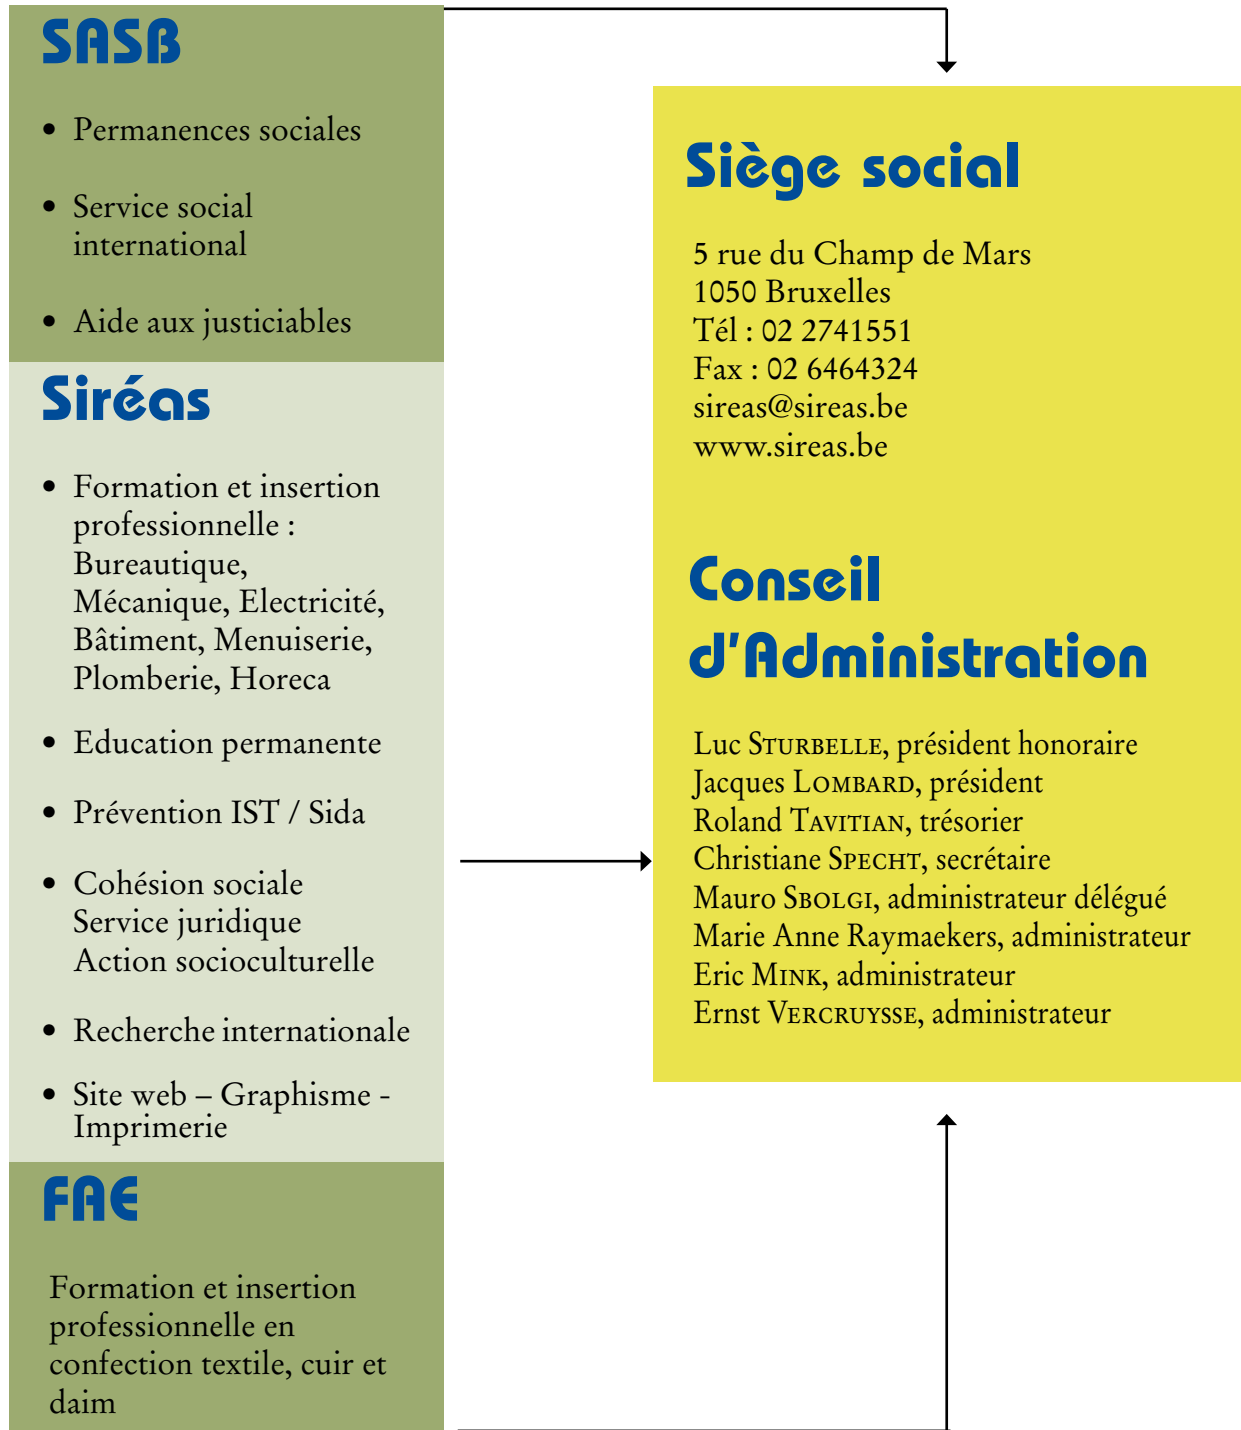 SASB
• Permanences sociales
• Service social
international
• Aide aux justiciables
Siréas
• Formation et insertion
professionnelle :
Bureautique,
Mécanique, Electricité,
Bâtiment, Menuiserie,
Plomberie, Horeca
• Education permanente
• Prévention IST / Sida
• Cohésion sociale
Service juridique
Action socioculturelle
• Recherche internationale
• Site web – Graphisme -
Imprimerie
FAE
Formation et insertion
professionnelle en
confection textile, cuir et
daim
Siège social
5 rue du Champ de Mars
1050 Bruxelles
Tél : 02 2741551
Fax : 02 6464324
sireas@sireas.be
www.sireas.be
Conseil
d'Administration
Luc STURBELLE, président honoraire
Jacques LOMBARD, président
Roland TAVITIAN, trésorier
Christiane SPECHT, secrétaire
Mauro SBOLGI, administrateur délégué
Marie Anne Raymaekers, administrateur
Eric MINK, administrateur
Ernst VERCRUYSSE, administrateur